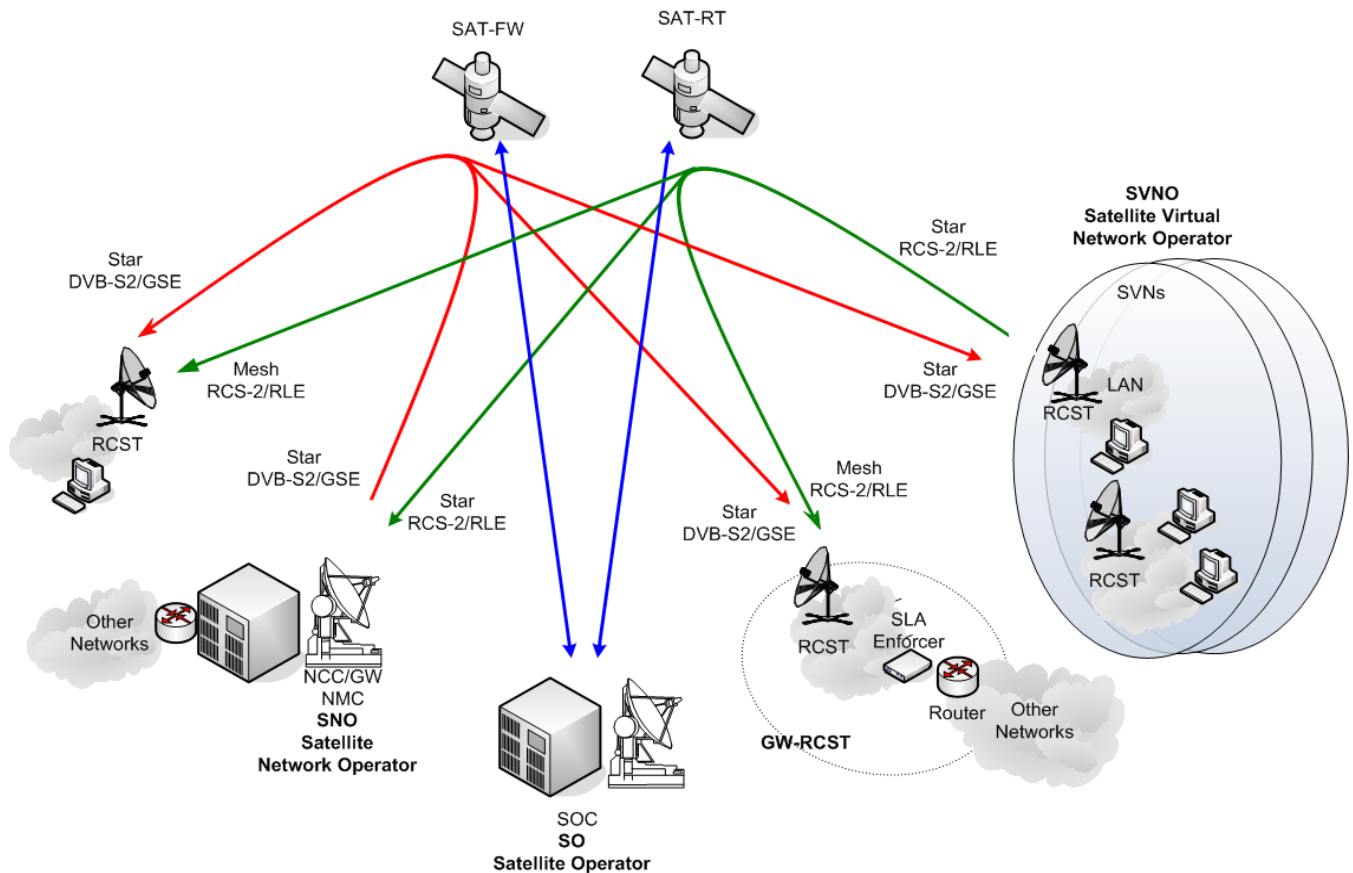 SAT-FW
SAT-RT
SVNO
Satellite Virtual
Network Operator
SVNs
Star
RCS-2/RLE
Star
DVB-S2/GSE
Mesh
RCS-2/RLE
Star
DVB-S2/GSE
LAN
RCST
RCST
RCST
Star
DVB-S2/GSE
Star
RCS-2/RLE
Mesh
RCS-2/RLE
Star
DVB-S2/GSE
Other
Networks
NCC/GW
NMC
SNO
Satellite
Network Operator
SOC
SO
Satellite Operator
RCST
SLA
Enforcer
Router
Other
Networks
GW-RCST